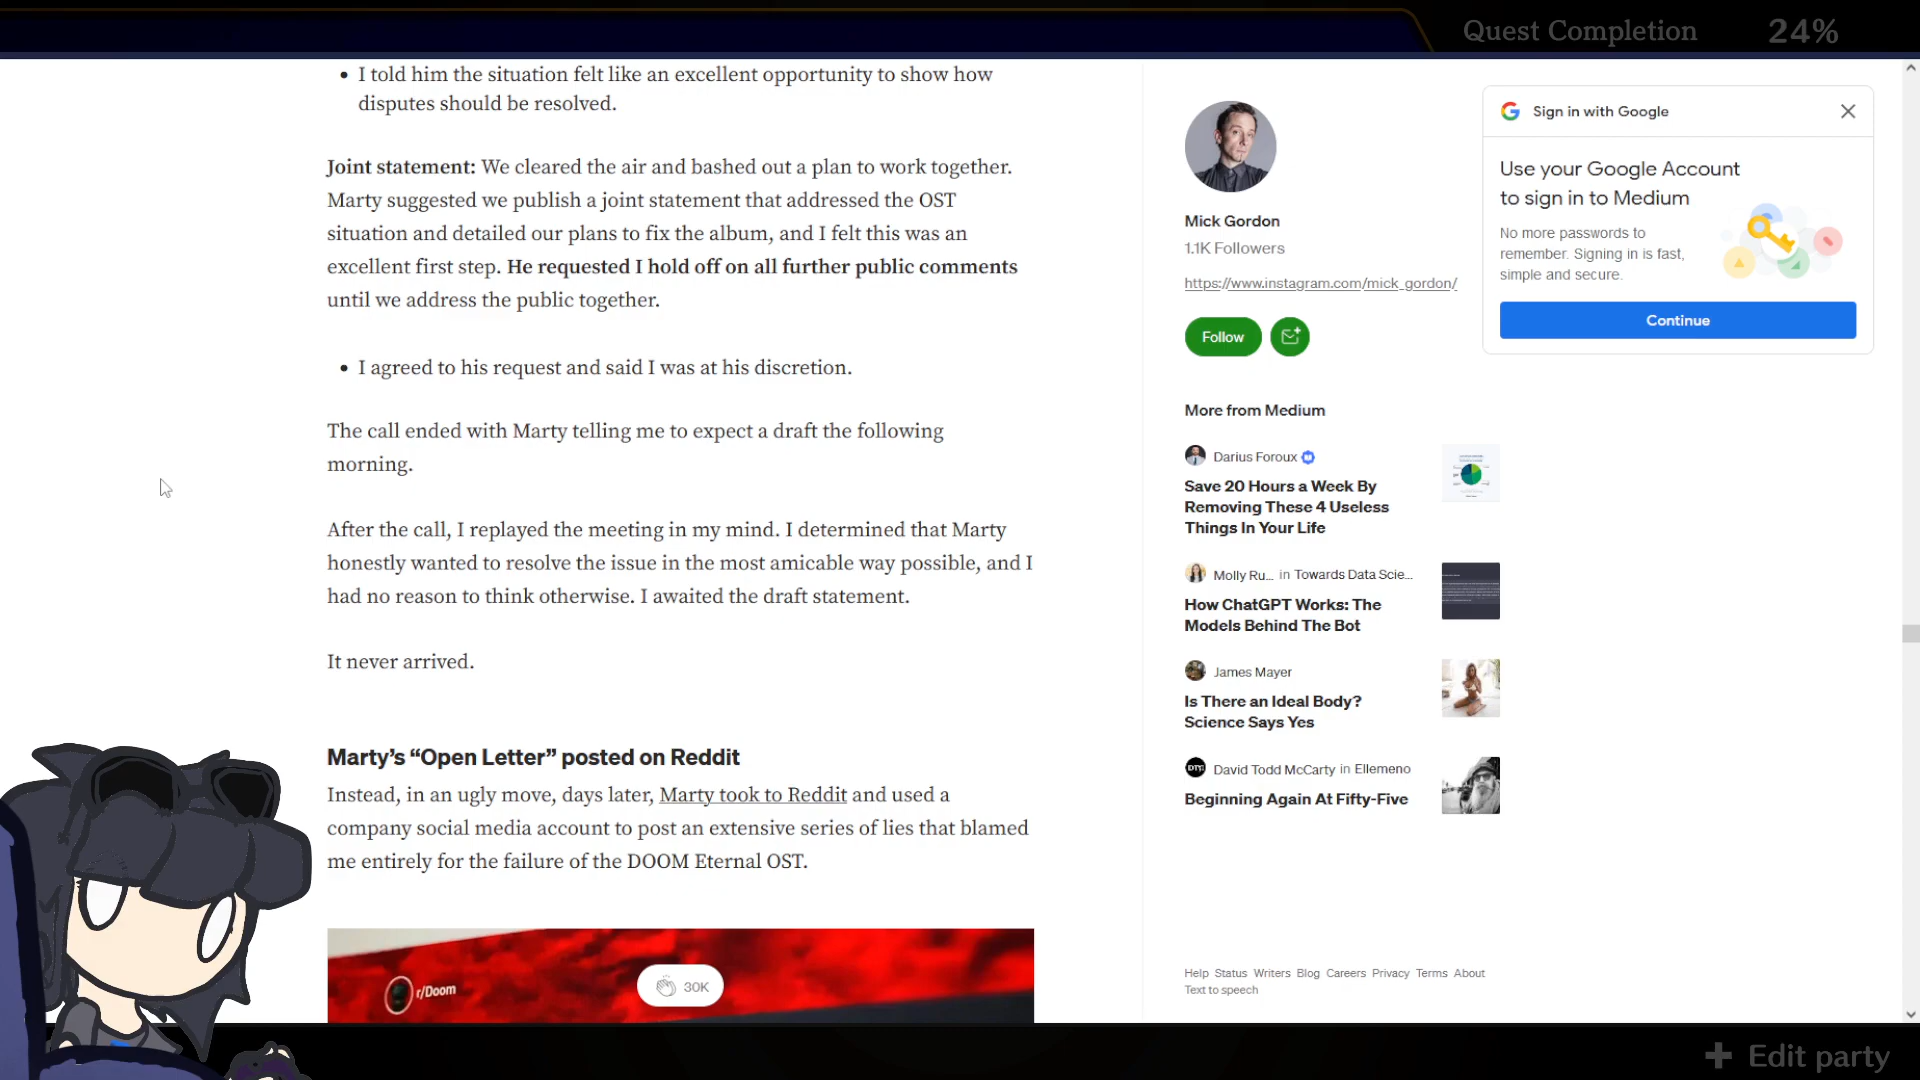 Quest Completion 24%
• I told him the situation felt like an excellent opportunity to show how
disputes should be resolved.
Joint statement: We cleared the air and bashed out a plan to work together.
Marty suggested we publish a joint statement that addressed the OST
situation and detailed our plans to fix the album, and I felt this was an
excellent first step. He requested I hold off on all further public comments
until we address the public together.
• I agreed to his request and said I was at his discretion.
The call ended with Marty telling me to expect a draft the following
morning.
After the call, I replayed the meeting in my mind. I determined that Marty
honestly wanted to resolve the issue in the most amicable way possible, and I
had no reason to think otherwise. I awaited the draft statement.
It never arrived.
Marty’s “Open Letter” posted on Reddit
Instead, in an ugly move, days later, Marty took to Reddit and used a
company social media account to post an extensive series of lies that blamed
me entirely for the failure of the DOOM Eternal OST.
r/Doom
30K
Mick Gordon
1.1K Followers
https://www.instagram.com/mick_gordon/
Follow
More from Medium
Darius Foroux
Save 20 Hours a Week By
Removing These 4 Useless
Things In Your Life
Molly Ru... in Towards Data Scie...
How ChatGPT Works: The
Models Behind The Bot
James Mayer
Is There an Ideal Body?
Science Says Yes
DTM David Todd McCarty in Ellemeno
Beginning Again At Fifty-Five
Help Status Writers Blog Careers Privacy Terms About
Text to speech
G Sign in with Google
Use your Google Account
to sign in to Medium
No more passwords to
remember. Signing in is fast,
simple and secure.
Continue
Edit party